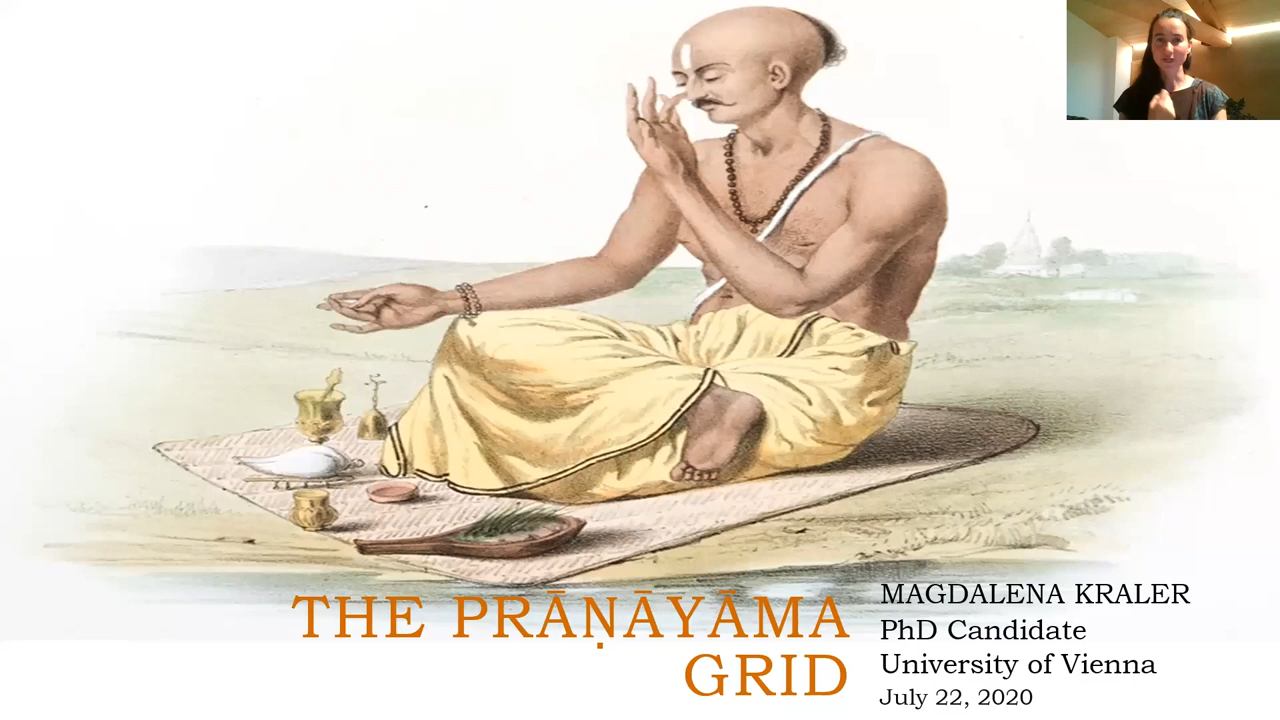 THE PRĀṆĀYĀMA
GRID
MAGDALENA KRALER
PhD Candidate
University of Vienna
July 22, 2020